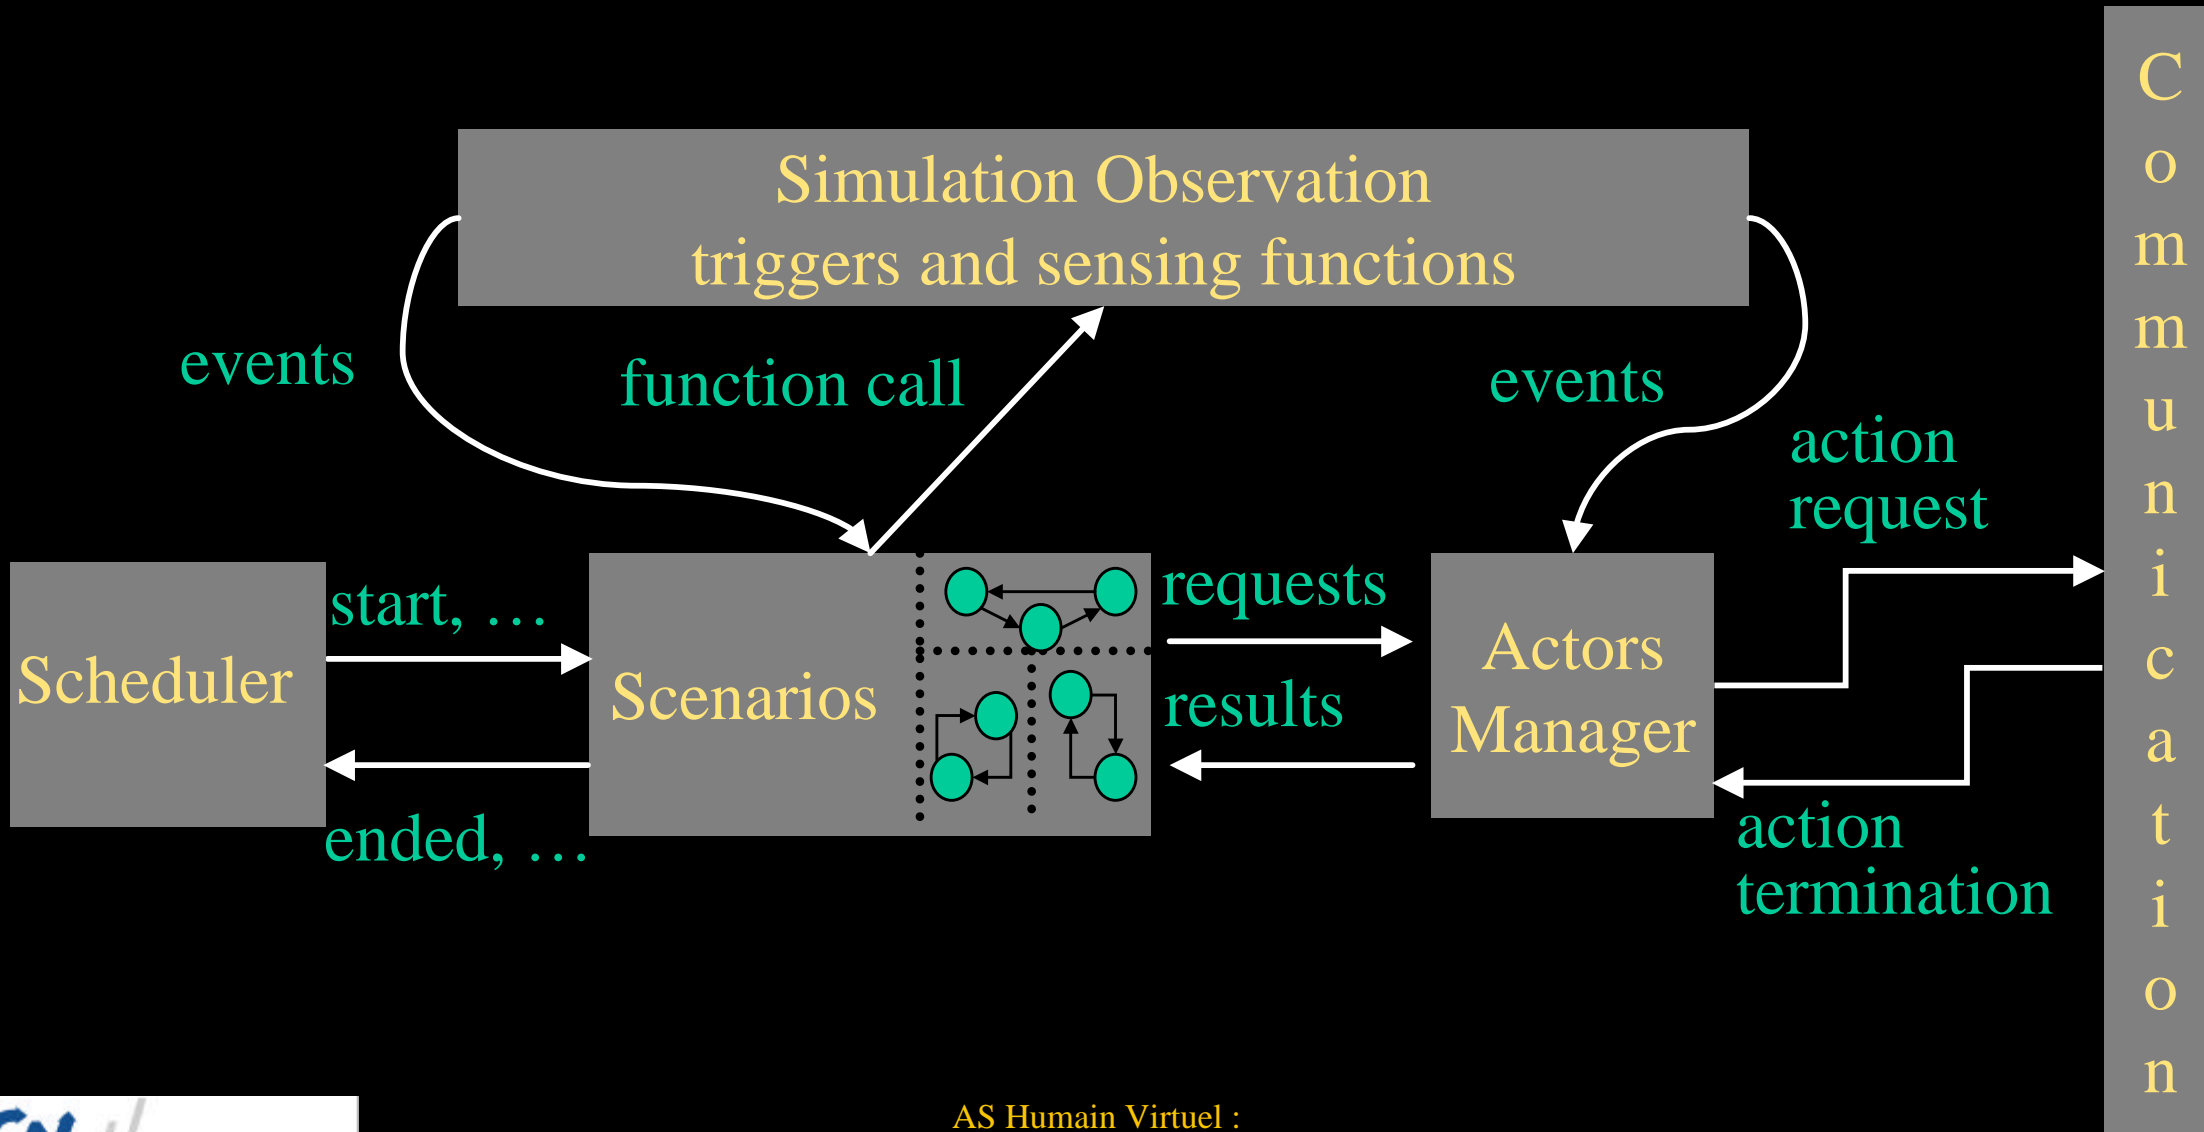 Simulation Observation
triggers and sensing functions
events
function call
events
action
request
Scheduler
start, …
ended, …
Scenarios
requests
results
Actors
Manager
action
termination
Communication
AS Humain Virtuel :